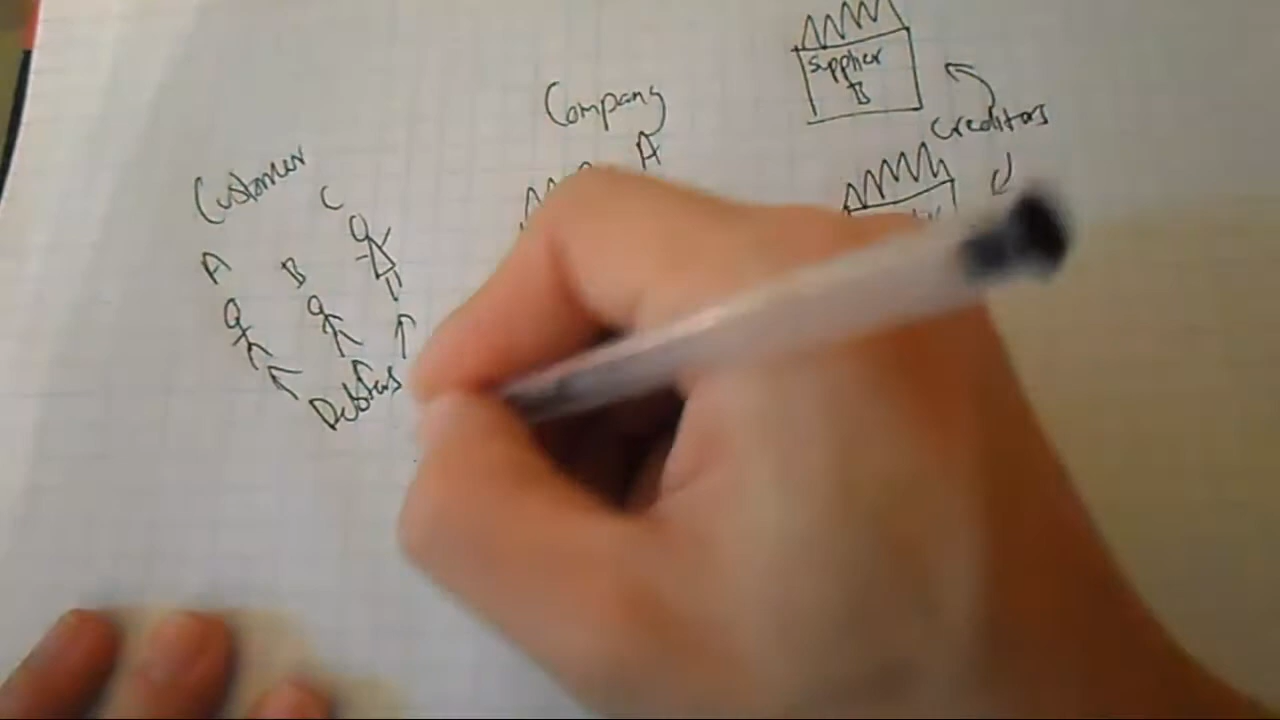 Supplier
B
Company
A
Creditors
Customer
C
A
B
Debtors